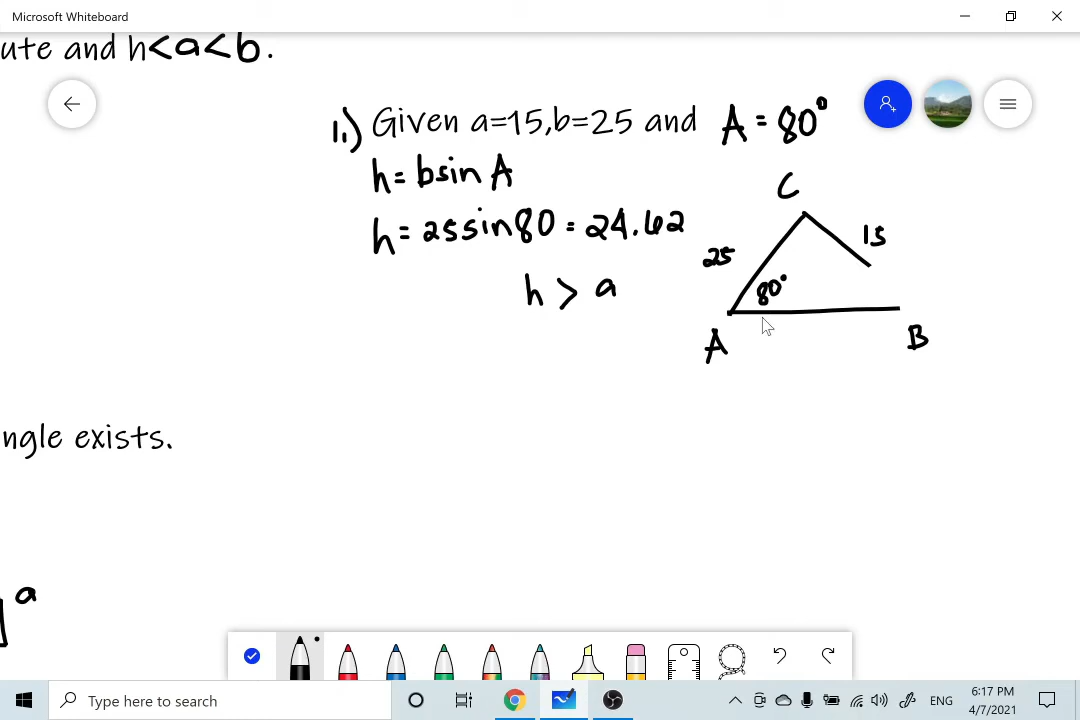 Microsoft Whiteboard
ute and h<a<b.
11.) Given a=15,b=25 and A = 80°
h= bsin A
h= 25sin80 = 24.62
h > a
C
25
15
80°
A
B
ngle exists.
a
Type here to search
ENG
6:17 PM
4/7/2021